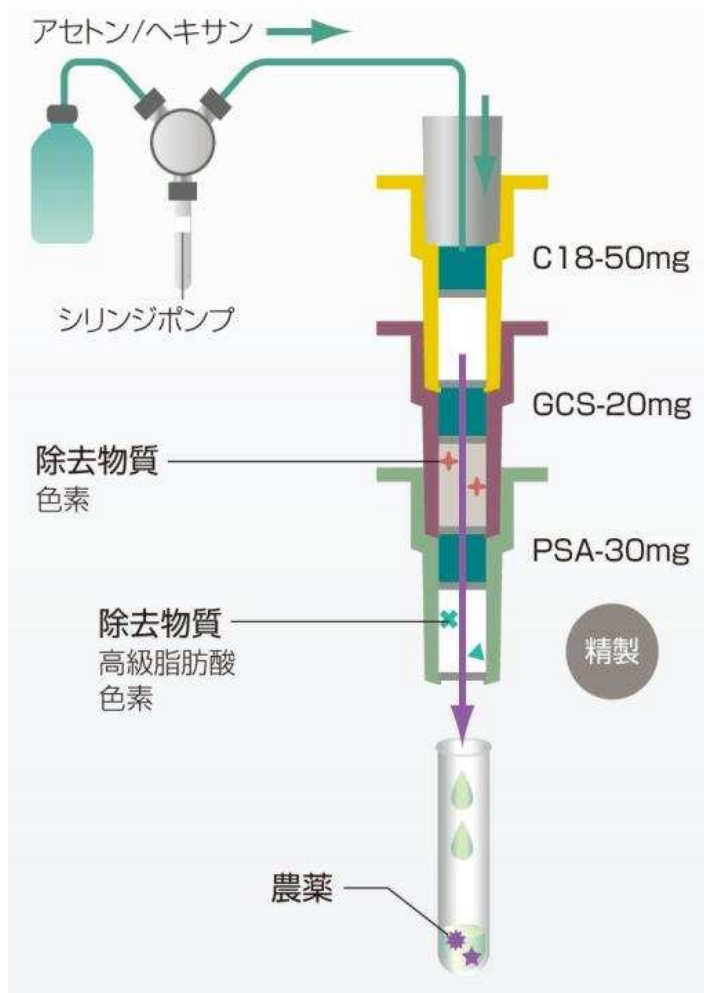 アセトン/ヘキサン
シリンジポンプ
C18-50mg
GCS-20mg
除去物質
色素
PSA-30mg
除去物質
高級脂肪酸
色素
精製
農薬